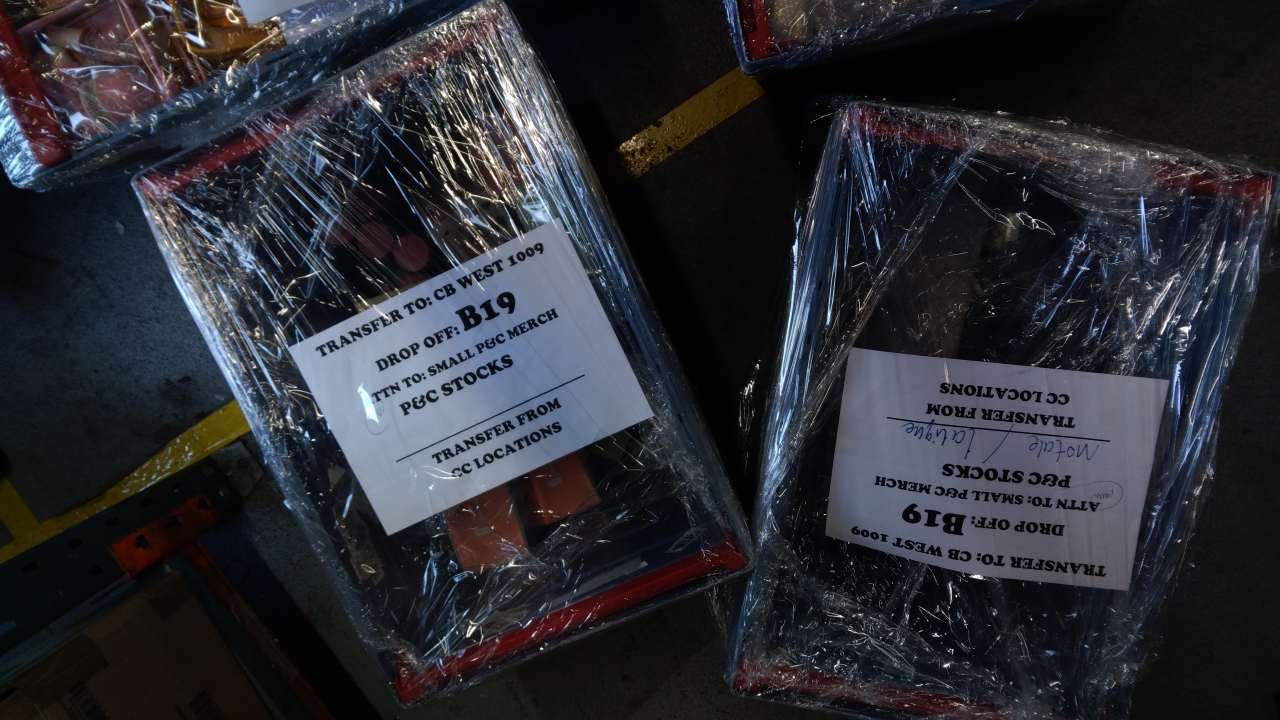 TRANSFER TO: CB WEST 1009
DROP OFF: B19
TTN TO: SMALL P&C MERCH
P&C STOCKS
TRANSFER FROM
CC LOCATIONS
TRANSFER TO: CB WEST 1009
DROP OFF: B19
ATTN TO: SMALL P&C MERCH
P&C STOCKS
TRANSFER FROM
CC LOCATIONS